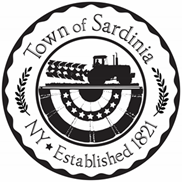 Town of Sardinia
NY ★ Established 1821